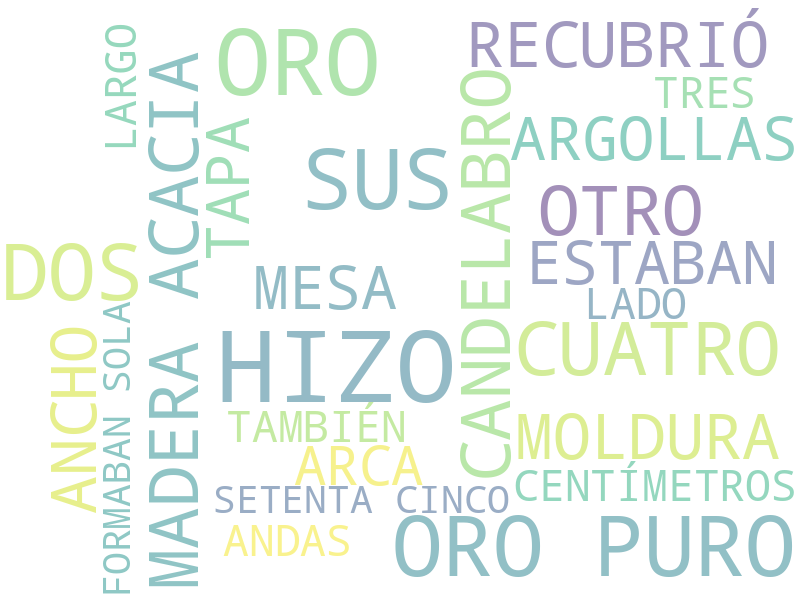 ORO
RECUBRIÓ
LARGO
TRES
ARGOLLAS
MADERA ACACIA
TAPA
CANDELABRO
SUS
OTRO
DOS
ESTABAN
MESA
LADO
HIZO
CUATRO
ANCHO
FORMABAN SOLA
TAMBIÉN
MOLDURA
ARCA
CENTÍMETROS
SETENTA CINCO
ANDAS
ORO PURO